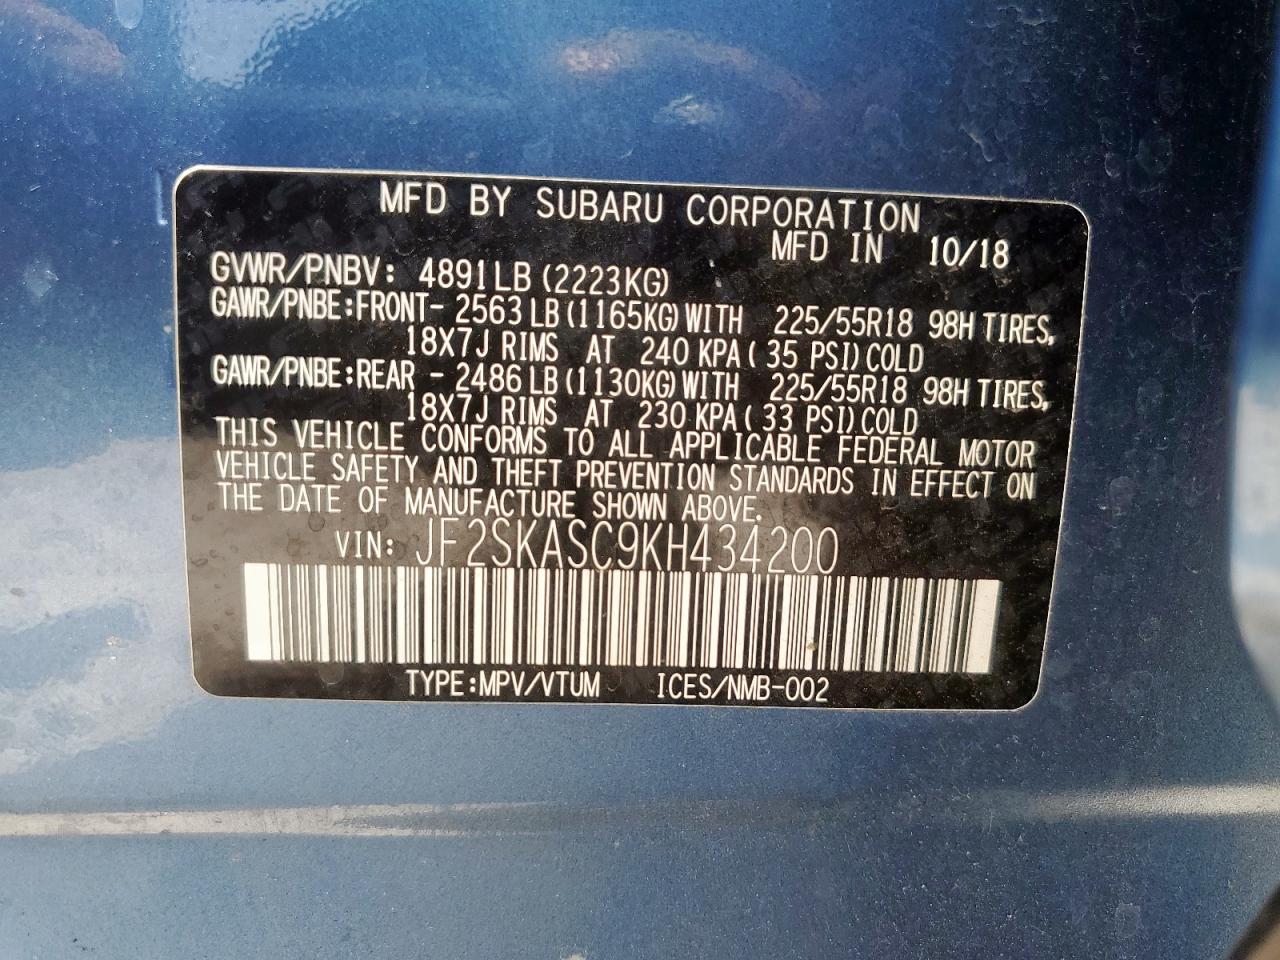 MFD BY SUBARU CORPORATION
MFD IN 10/18
GVWR/PNBV: 4891LB (2223KG)
GAWR/PNBE:FRONT- 2563 LB (1165KG) WITH 225/55R18 98H TIRES,
18X7J RIMS AT 240 KPA ( 35 PSI) COLD
GAWR/PNBE:REAR - 2486 LB (1130KG) WITH 225/55R18 98H TIRES,
18X7J RIMS AT 230 KPA ( 33 PSI) COLD
THIS VEHICLE CONFORMS TO ALL APPLICABLE FEDERAL MOTOR
VEHICLE SAFETY AND THEFT PREVENTION STANDARDS IN EFFECT ON
THE DATE OF MANUFACTURE SHOWN ABOVE.
VIN: JF2SKASC9KH434200
TYPE:MPV/VTUM ICES/NMB-002